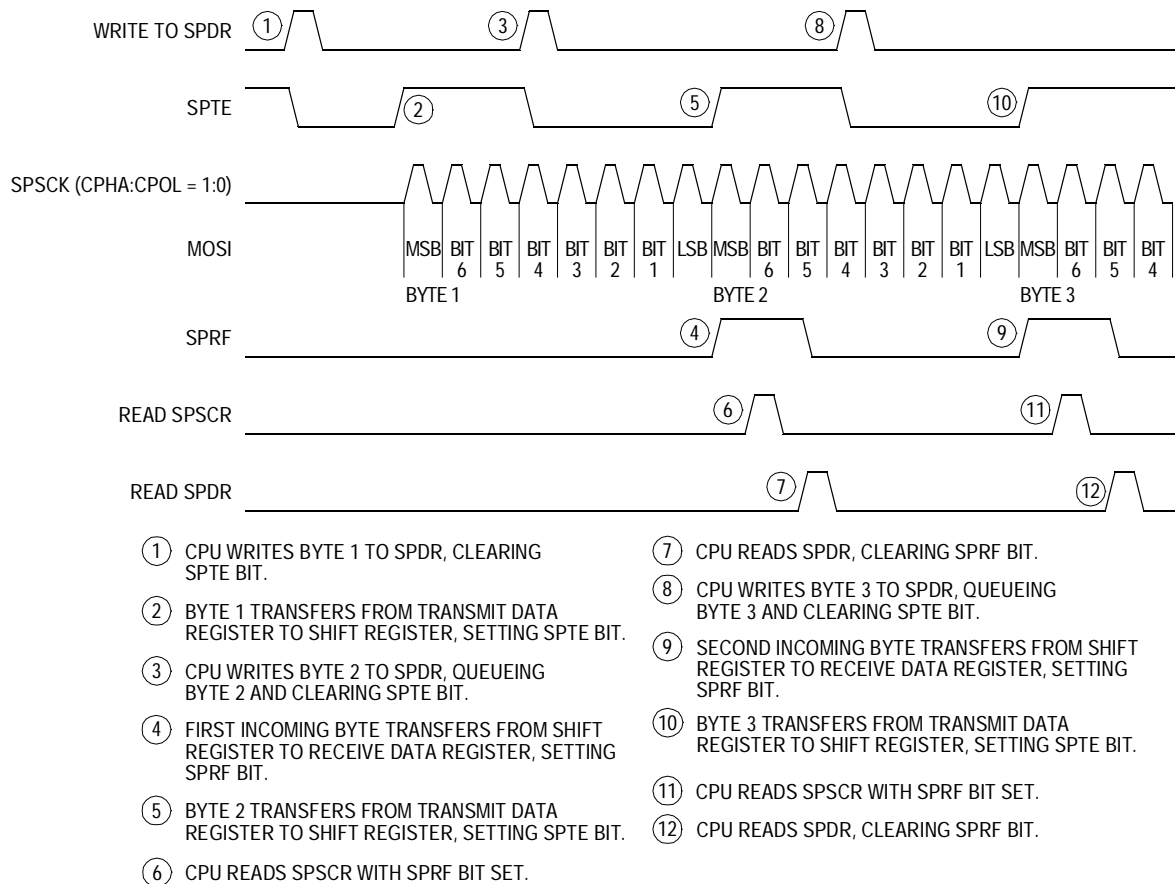 WRITE TO SPDR 1 3 8
SPTE 2 5 10
SPSCK (CPHA:CPOL = 1:0)
MOSI MSB BIT 6 BIT 5 BIT 4 BIT 3 BIT 2 BIT 1 LSB MSB BIT 6 BIT 5 BIT 4 BIT 3 BIT 2 BIT 1 LSB MSB BIT 6 BIT 5 BIT 4
BYTE 1 BYTE 2 BYTE 3
SPRF 4 9
READ SPSCR 6 11
READ SPDR 7 12
1 CPU WRITES BYTE 1 TO SPDR, CLEARING
SPTE BIT.
2 BYTE 1 TRANSFERS FROM TRANSMIT DATA
REGISTER TO SHIFT REGISTER, SETTING SPTE BIT.
3 CPU WRITES BYTE 2 TO SPDR, QUEUEING
BYTE 2 AND CLEARING SPTE BIT.
4 FIRST INCOMING BYTE TRANSFERS FROM SHIFT
REGISTER TO RECEIVE DATA REGISTER, SETTING
SPRF BIT.
5 BYTE 2 TRANSFERS FROM TRANSMIT DATA
REGISTER TO SHIFT REGISTER, SETTING SPTE BIT.
6 CPU READS SPSCR WITH SPRF BIT SET.
7 CPU READS SPDR, CLEARING SPRF BIT.
8 CPU WRITES BYTE 3 TO SPDR, QUEUEING
BYTE 3 AND CLEARING SPTE BIT.
9 SECOND INCOMING BYTE TRANSFERS FROM SHIFT
REGISTER TO RECEIVE DATA REGISTER, SETTING
SPRF BIT.
10 BYTE 3 TRANSFERS FROM TRANSMIT DATA
REGISTER TO SHIFT REGISTER, SETTING SPTE BIT.
11 CPU READS SPSCR WITH SPRF BIT SET.
12 CPU READS SPDR, CLEARING SPRF BIT.